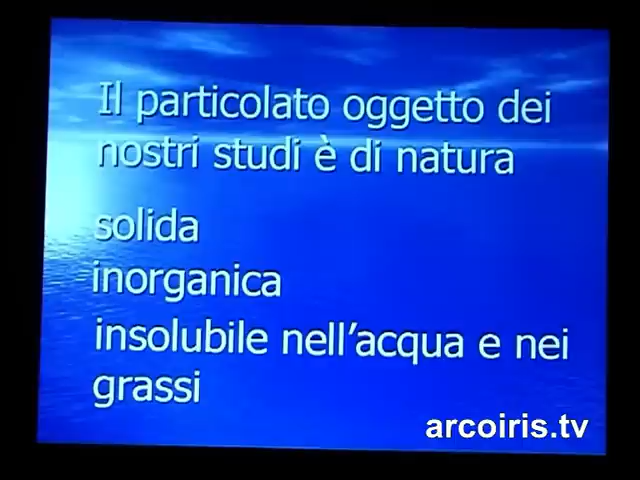 Il particolato oggetto dei
nostri studi è di natura
solida
inorganica
insolubile nell'acqua e nei
grassi
arcoiris.tv